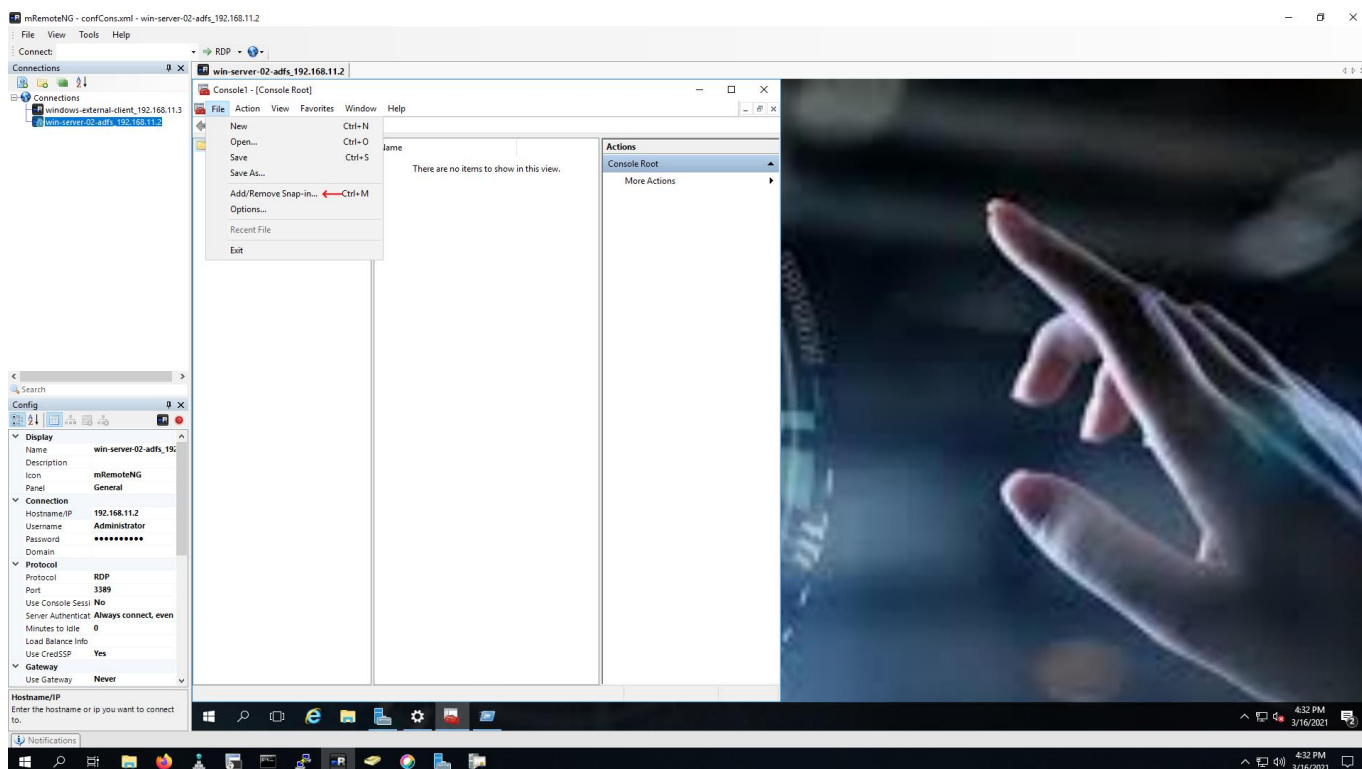 mRemoteNG - confCons.xml - win-server-02-adfs_192.168.11.2
File View Tools Help
Connect: RDP
Connections
win-server-02-adfs_192.168.11.2
Connections
windows-external-client_192.168.11.3
win-server-02-adfs_192.168.11.2
Console1 - [Console Root]
File Action View Favorites Window Help
New Ctrl+N
Open... Ctrl+O
Save Ctrl+S
Save As...
Add/Remove Snap-in... Ctrl+M
Options...
Recent File
Exit
Name
There are no items to show in this view.
Actions
Console Root
More Actions
Search
Config
Display
Name win-server-02-adfs_192
Description
Icon mRemoteNG
Panel General
Connection
Hostname/IP 192.168.11.2
Username Administrator
Password ●●●●●●●●●●
Domain
Protocol
Protocol RDP
Port 3389
Use Console Sessi No
Server Authenticat Always connect, even
Minutes to Idle 0
Load Balance Info
Use CredSSP Yes
Gateway
Use Gateway Never
Hostname/IP
Enter the hostname or ip you want to connect
to.
4:32 PM
3/16/2021
Notifications
4:32 PM
3/16/2021